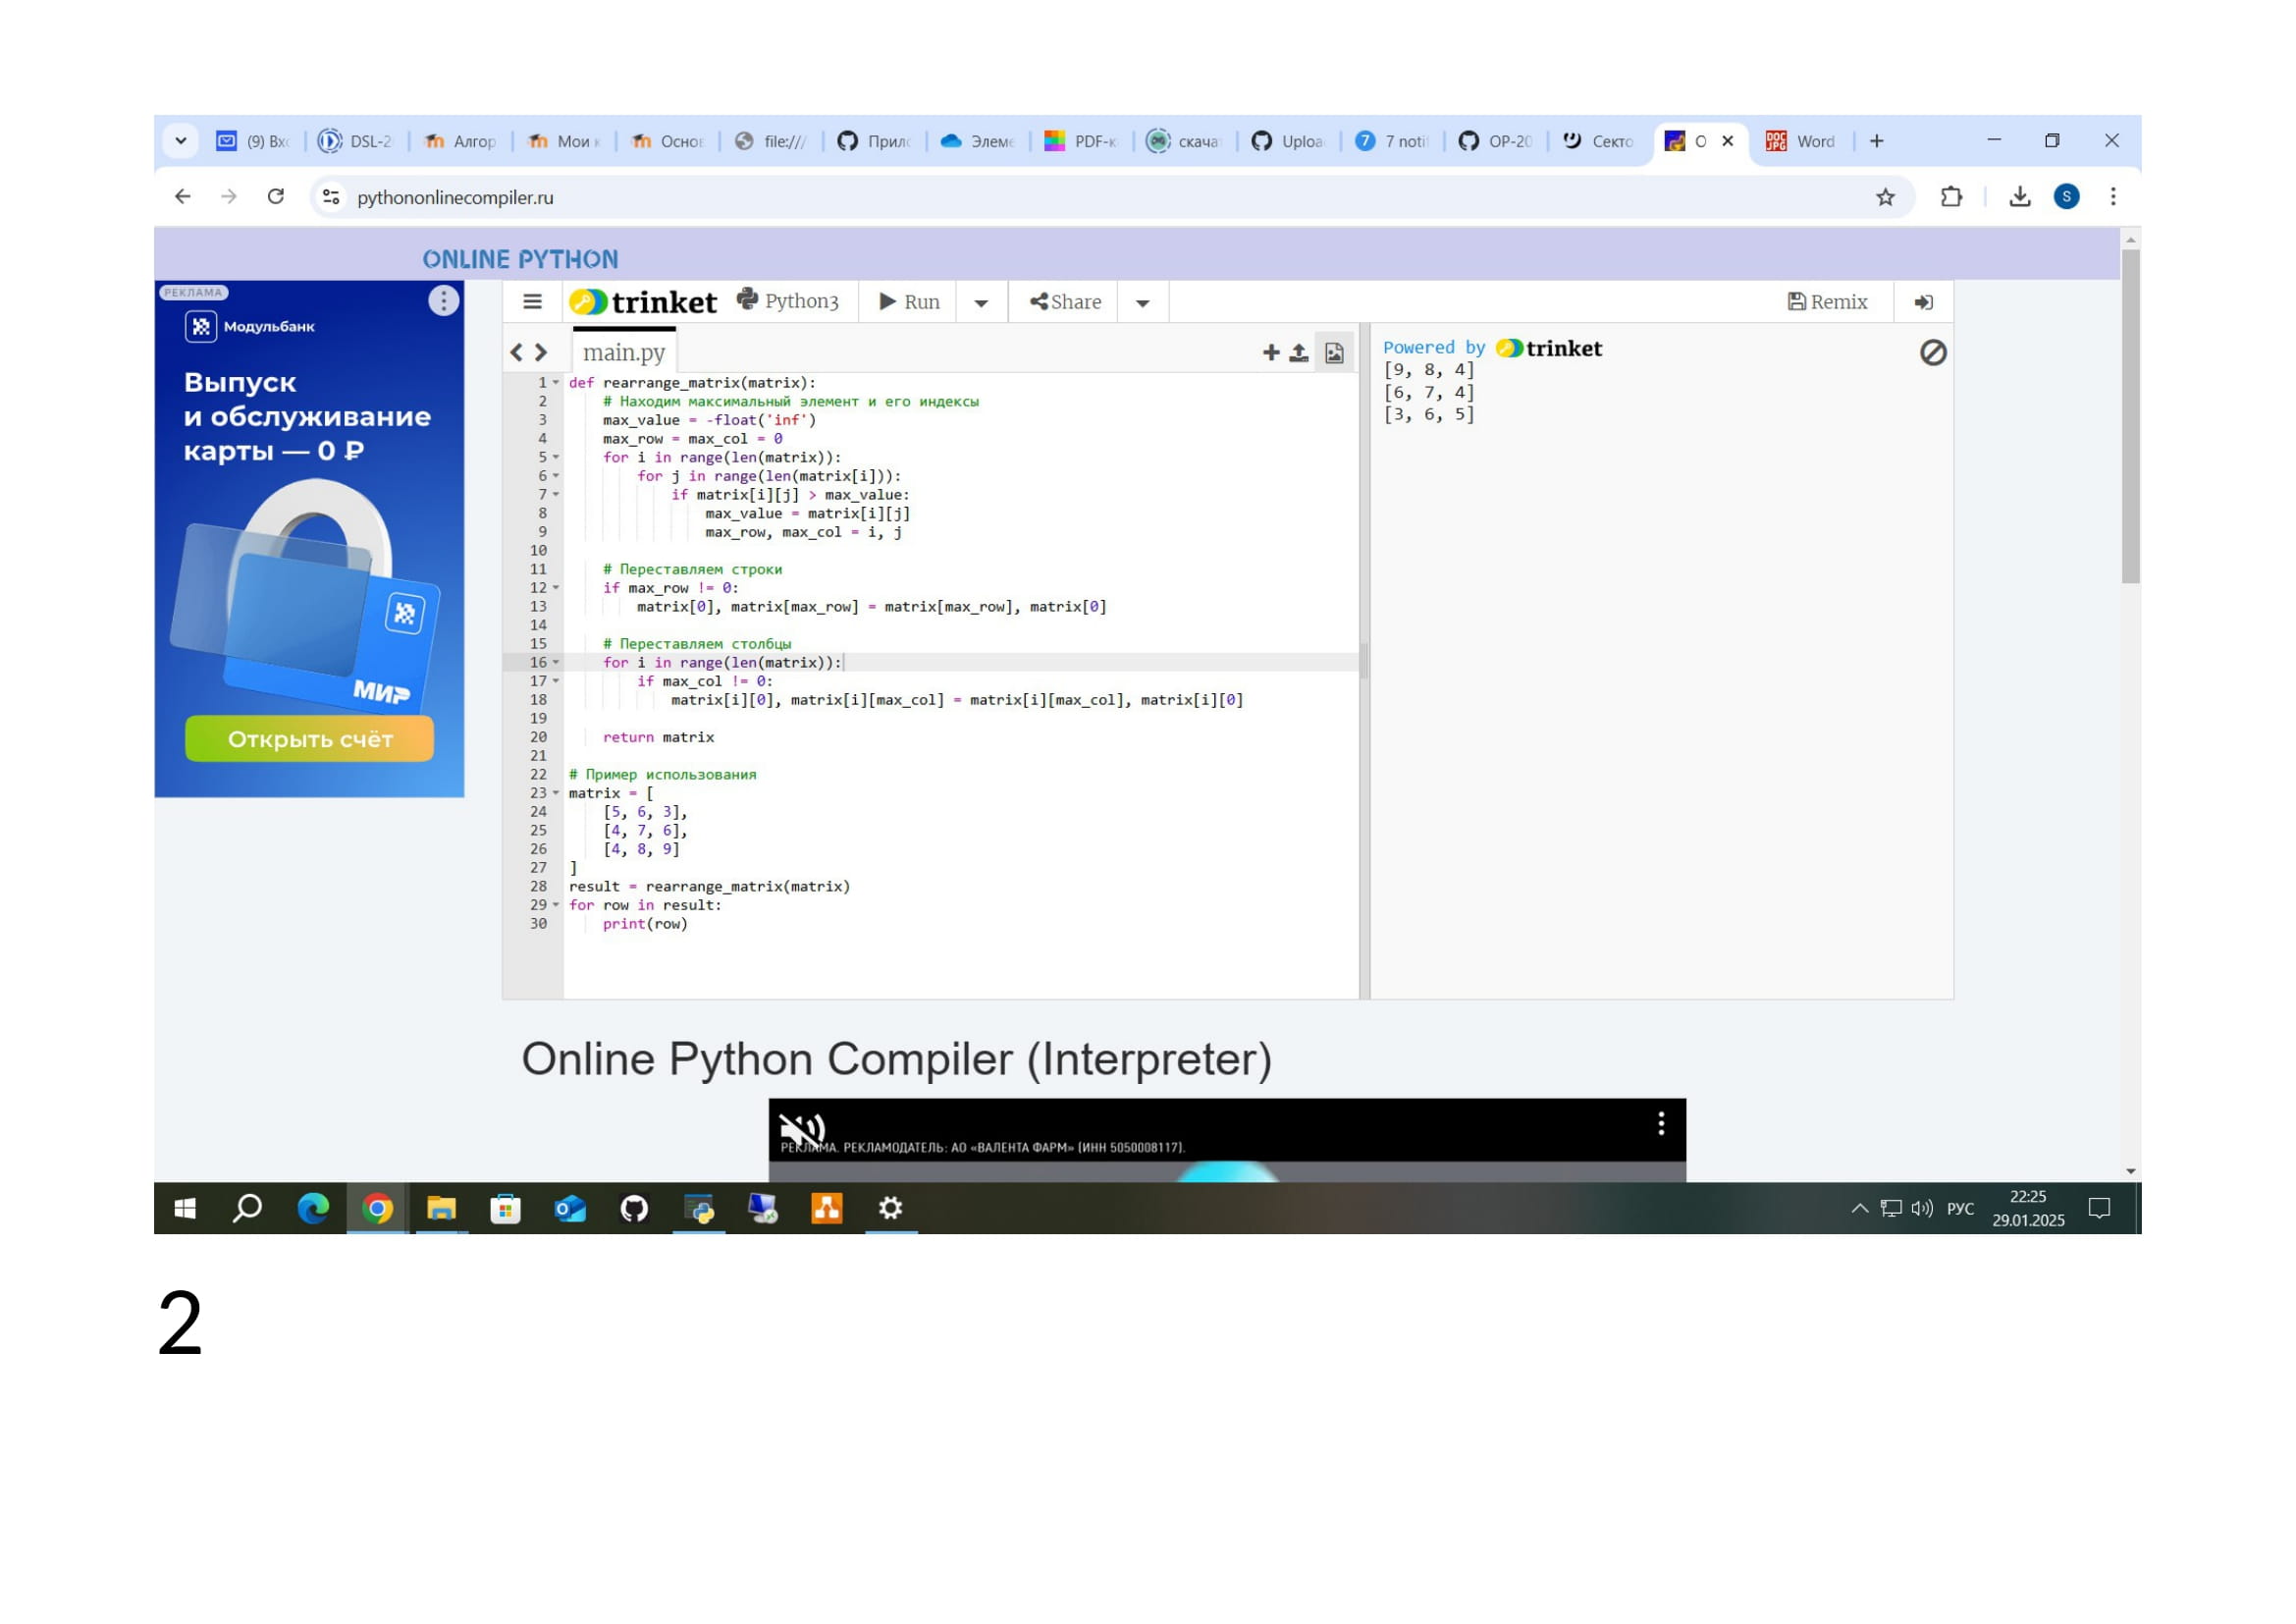 (9) Вх
DSL-2
Алгор
Мои к
Основ
file:///
Прило
Элеме
PDF-к
скача
Uploa
7 noti
OP-20
Секто
O
Word
pythononlinecompiler.ru
S
ONLINE PYTHON
РЕКЛАМА
Модульбанк
Выпуск
и обслуживание
карты — 0 ₽
МИР
Открыть счёт
trinket Python3 Run Share Remix
main.py
1 def rearrange_matrix(matrix):
2 # Находим максимальный элемент и его индексы
3 max_value = -float('inf')
4 max_row = max_col = 0
5 for i in range(len(matrix)):
6 for j in range(len(matrix[i])):
7 if matrix[i][j] > max_value:
8 max_value = matrix[i][j]
9 max_row, max_col = i, j
10
11 # Переставляем строки
12 if max_row != 0:
13 matrix[0], matrix[max_row] = matrix[max_row], matrix[0]
14
15 # Переставляем столбцы
16 for i in range(len(matrix)):
17 if max_col != 0:
18 matrix[i][0], matrix[i][max_col] = matrix[i][max_col], matrix[i][0]
19
20 return matrix
21
22 # Пример использования
23 matrix = [
24 [5, 6, 3],
25 [4, 7, 6],
26 [4, 8, 9]
27 ]
28 result = rearrange_matrix(matrix)
29 for row in result:
30 print(row)
Powered by trinket
[9, 8, 4]
[6, 7, 4]
[3, 6, 5]
Online Python Compiler (Interpreter)
РЕКЛАМА. РЕКЛАМОДАТЕЛЬ: АО «ВАЛЕНТА ФАРМ» (ИНН 5050008117).
РУС
22:25
29.01.2025
2